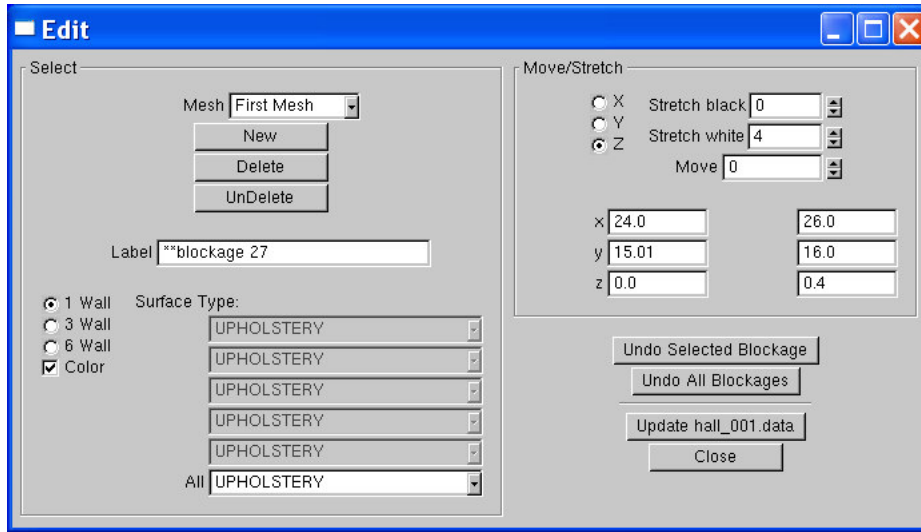 Edit
Select
Mesh First Mesh
New
Delete
UnDelete
Label **blockage 27
1 Wall
3 Wall
6 Wall
Color
Surface Type:
UPHOLSTERY
UPHOLSTERY
UPHOLSTERY
UPHOLSTERY
UPHOLSTERY
All UPHOLSTERY
Move/Stretch
X
Y
Z
Stretch black 0
Stretch white 4
Move 0
x 24.0 26.0
y 15.01 16.0
z 0.0 0.4
Undo Selected Blockage
Undo All Blockages
Update hall_001.data
Close